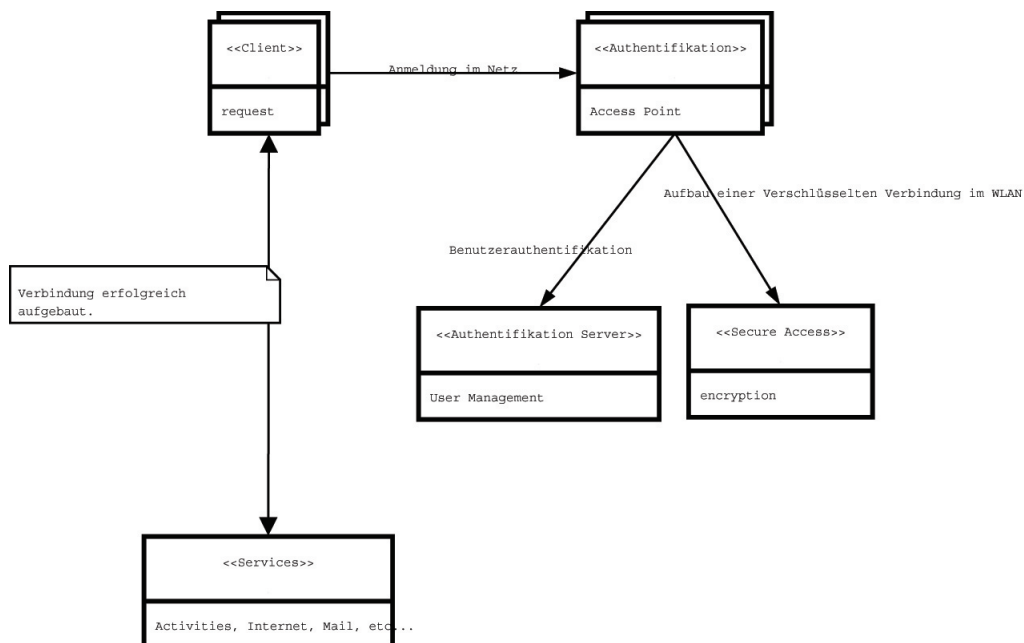 <<Client>>
<<Authentifikation>>
Anmeldung im Netz
request
Access Point
Aufbau einer Verschlüsselten Verbindung im WLAN
Benutzerauthentifikation
Verbindung erfolgreich
aufgebaut.
<<Authentifikation Server>>
<<Secure Access>>
User Management
encryption
<<Services>>
Activities, Internet, Mail, etc...